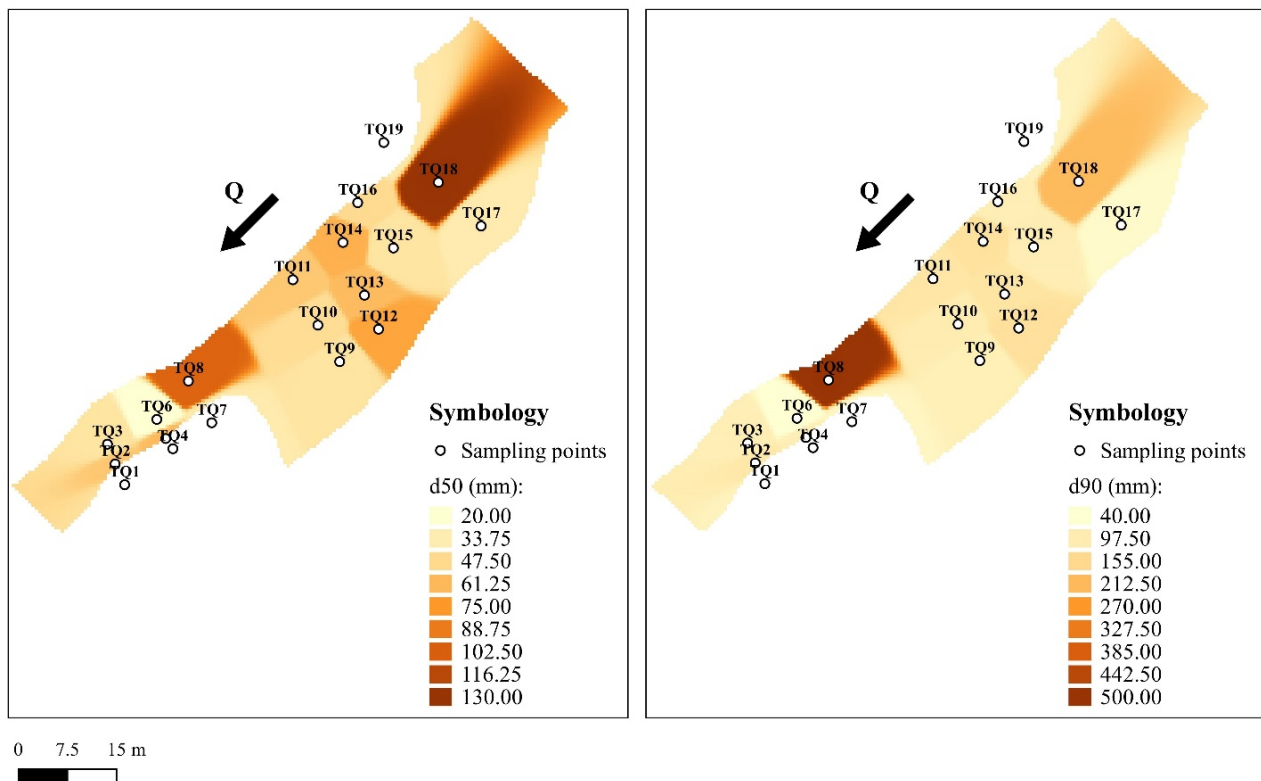 TQ19
TQ18
Q
TQ16
TQ17
TQ14
TQ15
TQ11
TQ13
TQ10
TQ12
TQ9
TQ8
TQ6
TQ7
TQ3
TQ4
TQ2
TQ1
Symbology
Sampling points
d50 (mm):
20.00
33.75
47.50
61.25
75.00
88.75
102.50
116.25
130.00
TQ19
TQ18
Q
TQ16
TQ17
TQ14
TQ15
TQ11
TQ13
TQ10
TQ12
TQ9
TQ8
TQ6
TQ7
TQ3
TQ4
TQ2
TQ1
Symbology
Sampling points
d90 (mm):
40.00
97.50
155.00
212.50
270.00
327.50
385.00
442.50
500.00
0 7.5 15 m